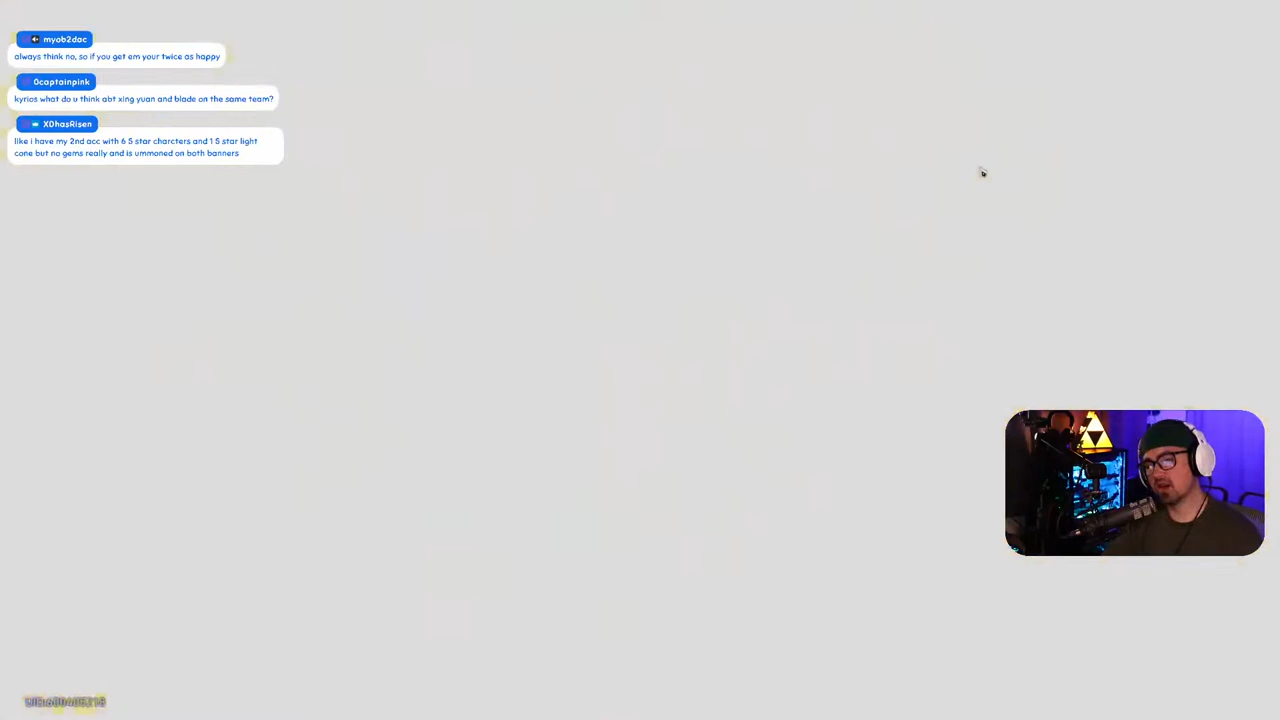 myob2dac
always think no, so if you get em your twice as happy
0captainpink
kyrios what do u think abt xing yuan and blade on the same team?
XDhasRisen
like i have my 2nd acc with 6 5 star charcters and 1 5 star light
cone but no gems really and is ummoned on both banners